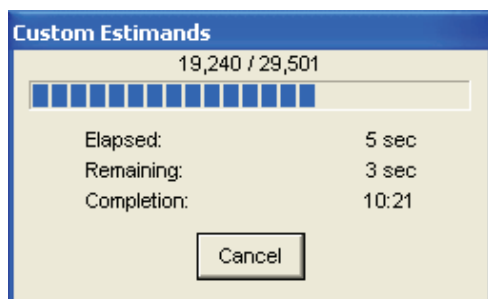 Custom Estimands
19,240 / 29,501
Elapsed: 5 sec
Remaining: 3 sec
Completion: 10:21
Cancel